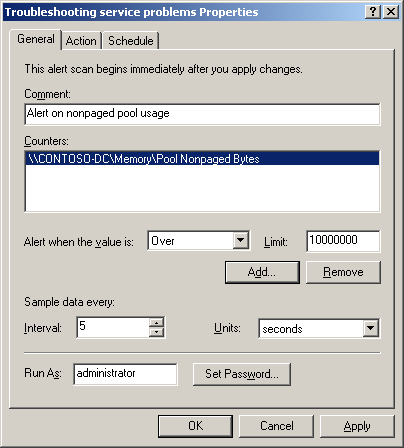 Troubleshooting service problems Properties
General Action Schedule
This alert scan begins immediately after you apply changes.
Comment:
Alert on nonpaged pool usage
Counters:
\\CONTOSO-DC\Memory\Pool Nonpaged Bytes
Alert when the value is: Over Limit: 10000000
Add... Remove
Sample data every:
Interval: 5 Units: seconds
Run As: administrator Set Password...
OK Cancel Apply